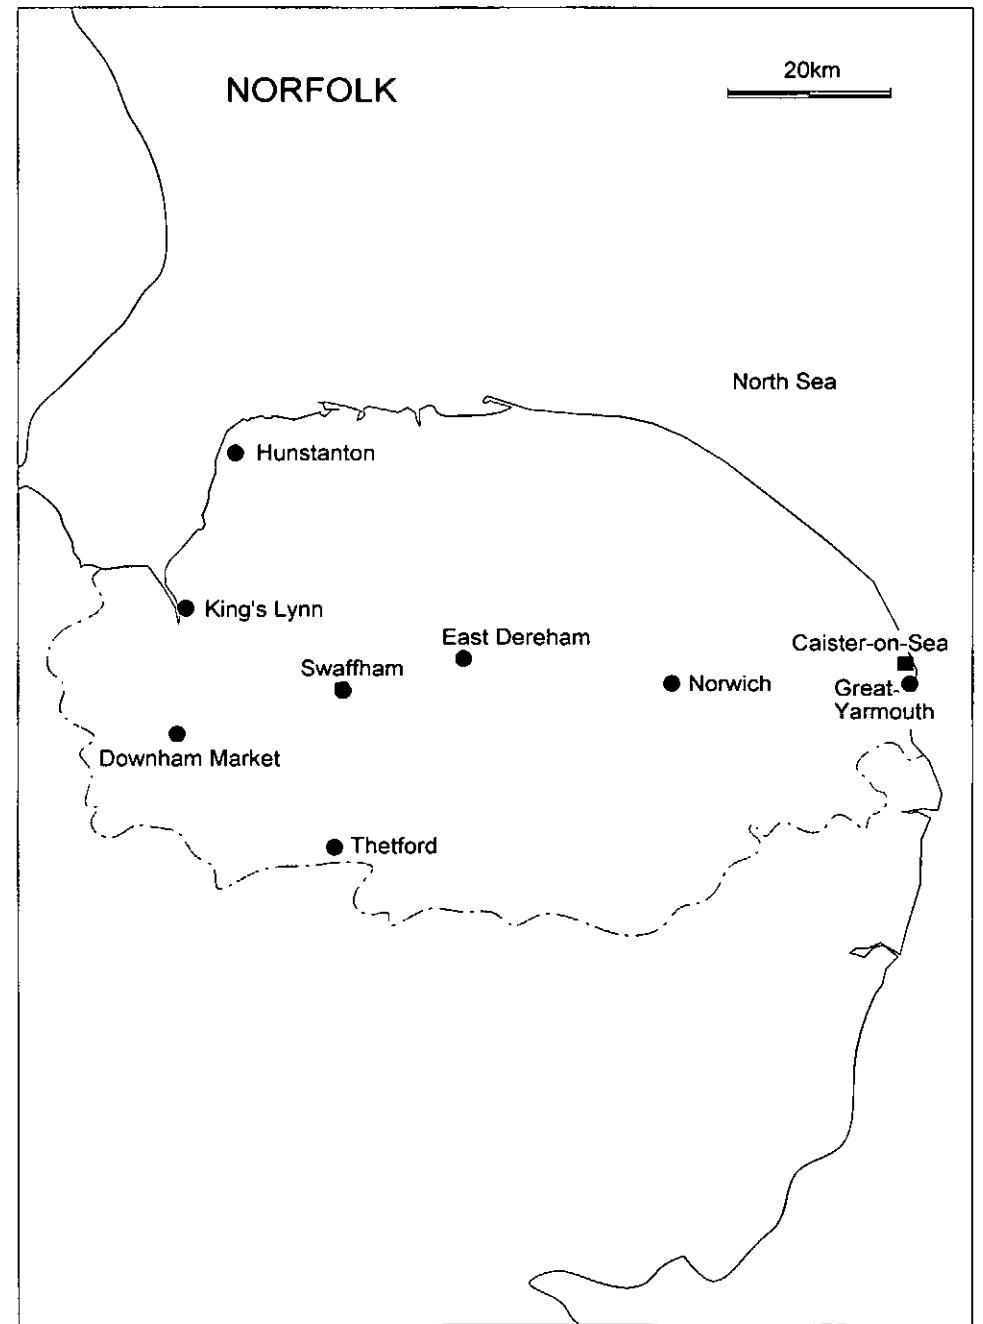 NORFOLK
20km
North Sea
Hunstanton
King's Lynn
East Dereham
Caister-on-Sea
Swaffham
Norwich
Great-
Yarmouth
Downham Market
Thetford